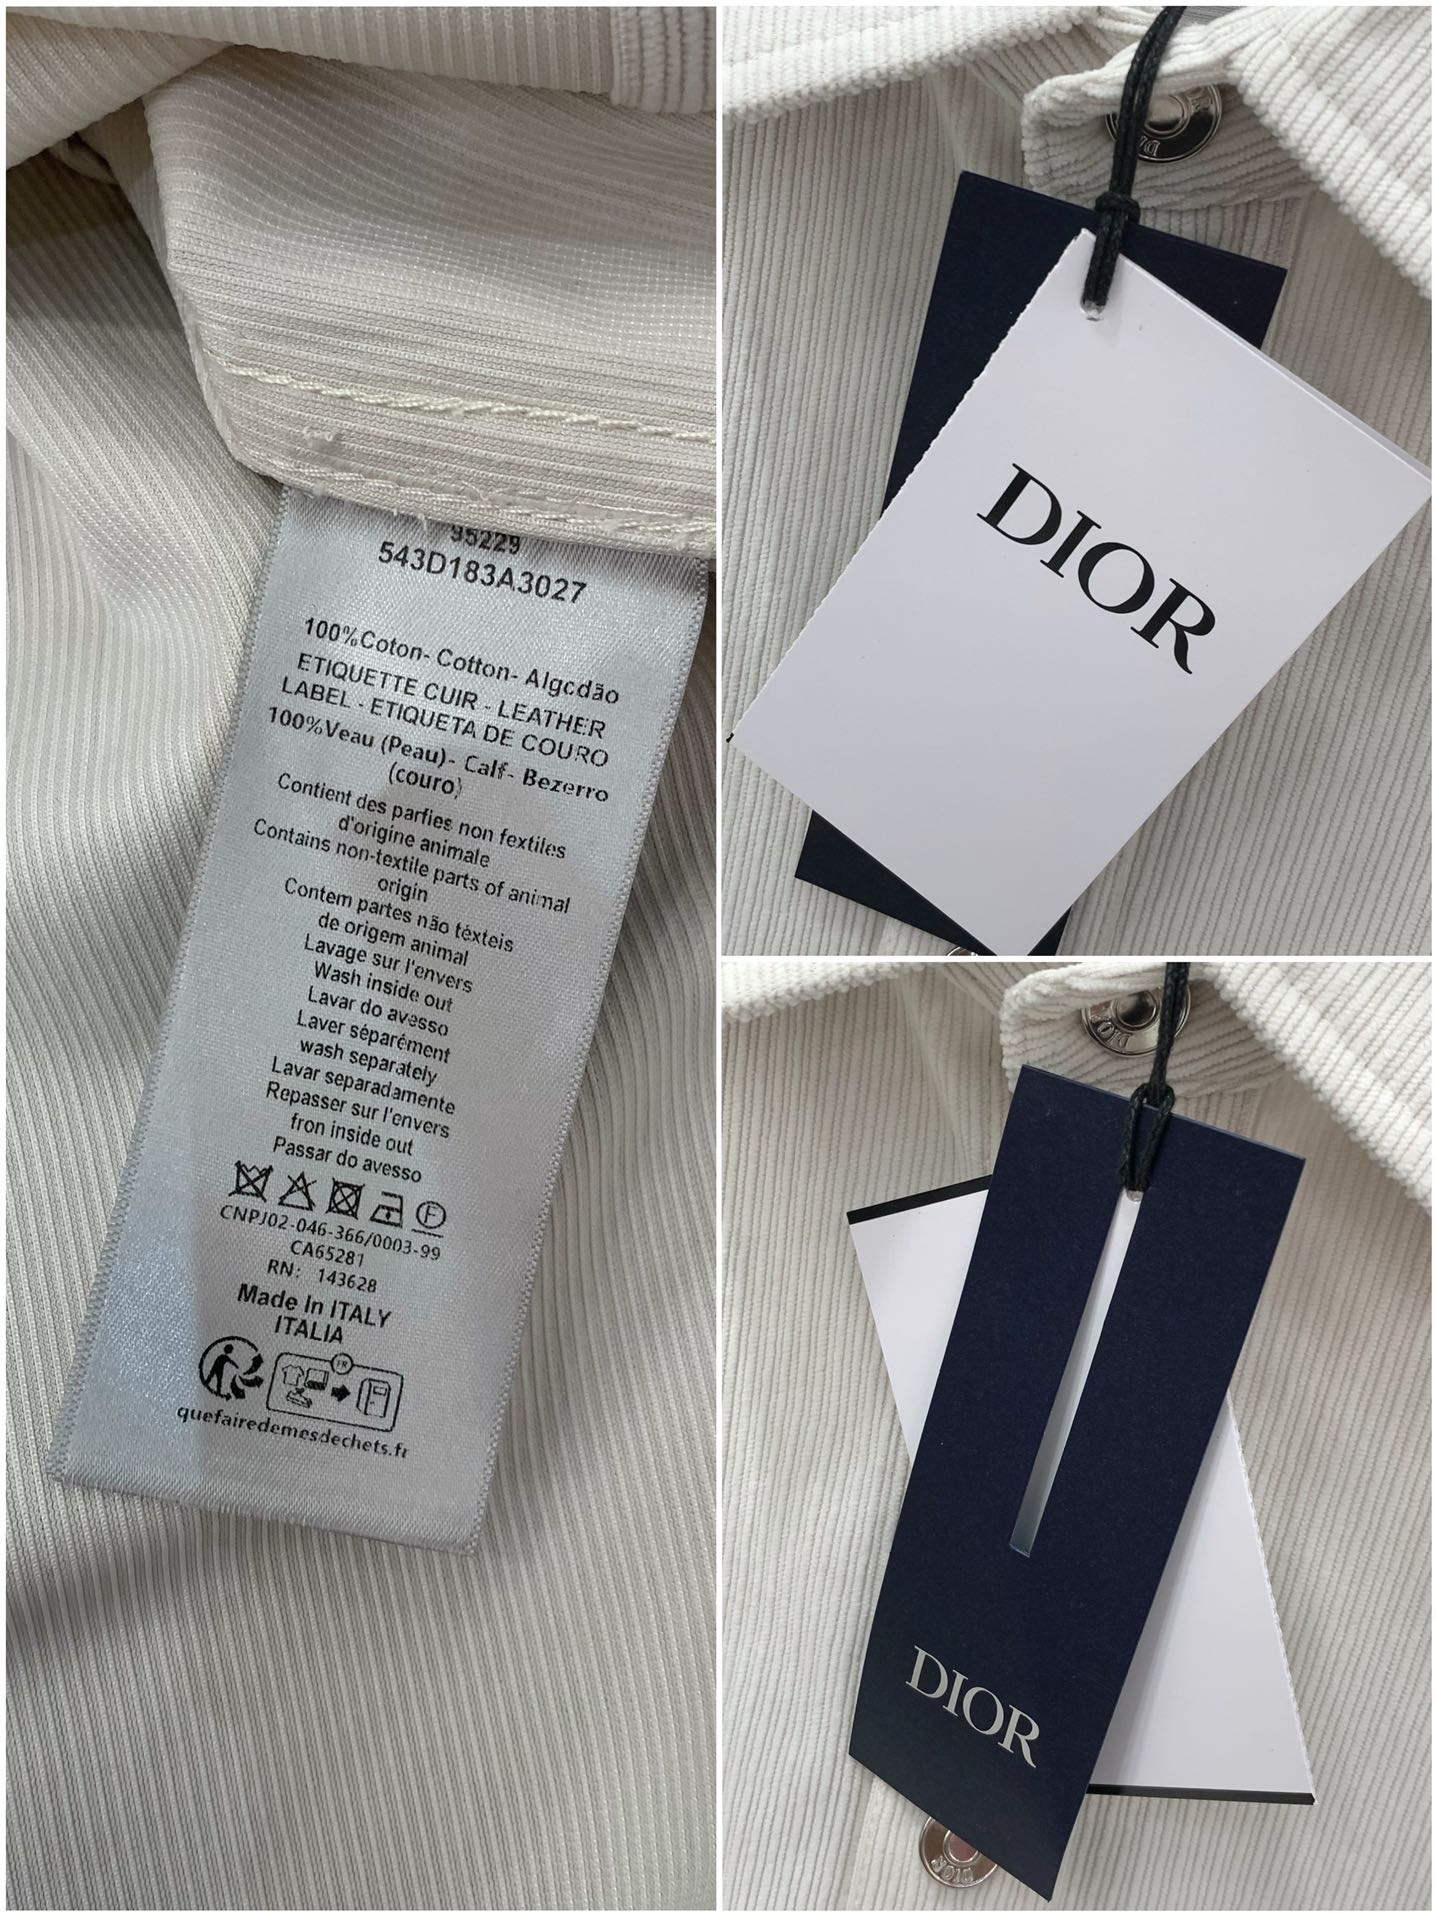 95229
543D183A3027
100%Coton- Cotton- Algodão
ETIQUETTE CUIR - LEATHER
LABEL - ETIQUETA DE COURO
100%Veau (Peau)- Calf- Bezerro
(couro)
Contient des parfies non fextiles
d'origine animale
Contains non-textile parts of animal
origin
Contem partes não têxteis
de origem animal
Lavage sur l'envers
Wash inside out
Lavar do avesso
Laver séparément
wash separately
Lavar separadamente
Repasser sur l'envers
fron inside out
Passar do avesso
F
CNPJ02-046-366/0003-99
CA65281
RN: 143628
Made In ITALY
ITALIA
FR
quefairedemesdechets.fr
DIOR
DIOR
DIOR
DIOR